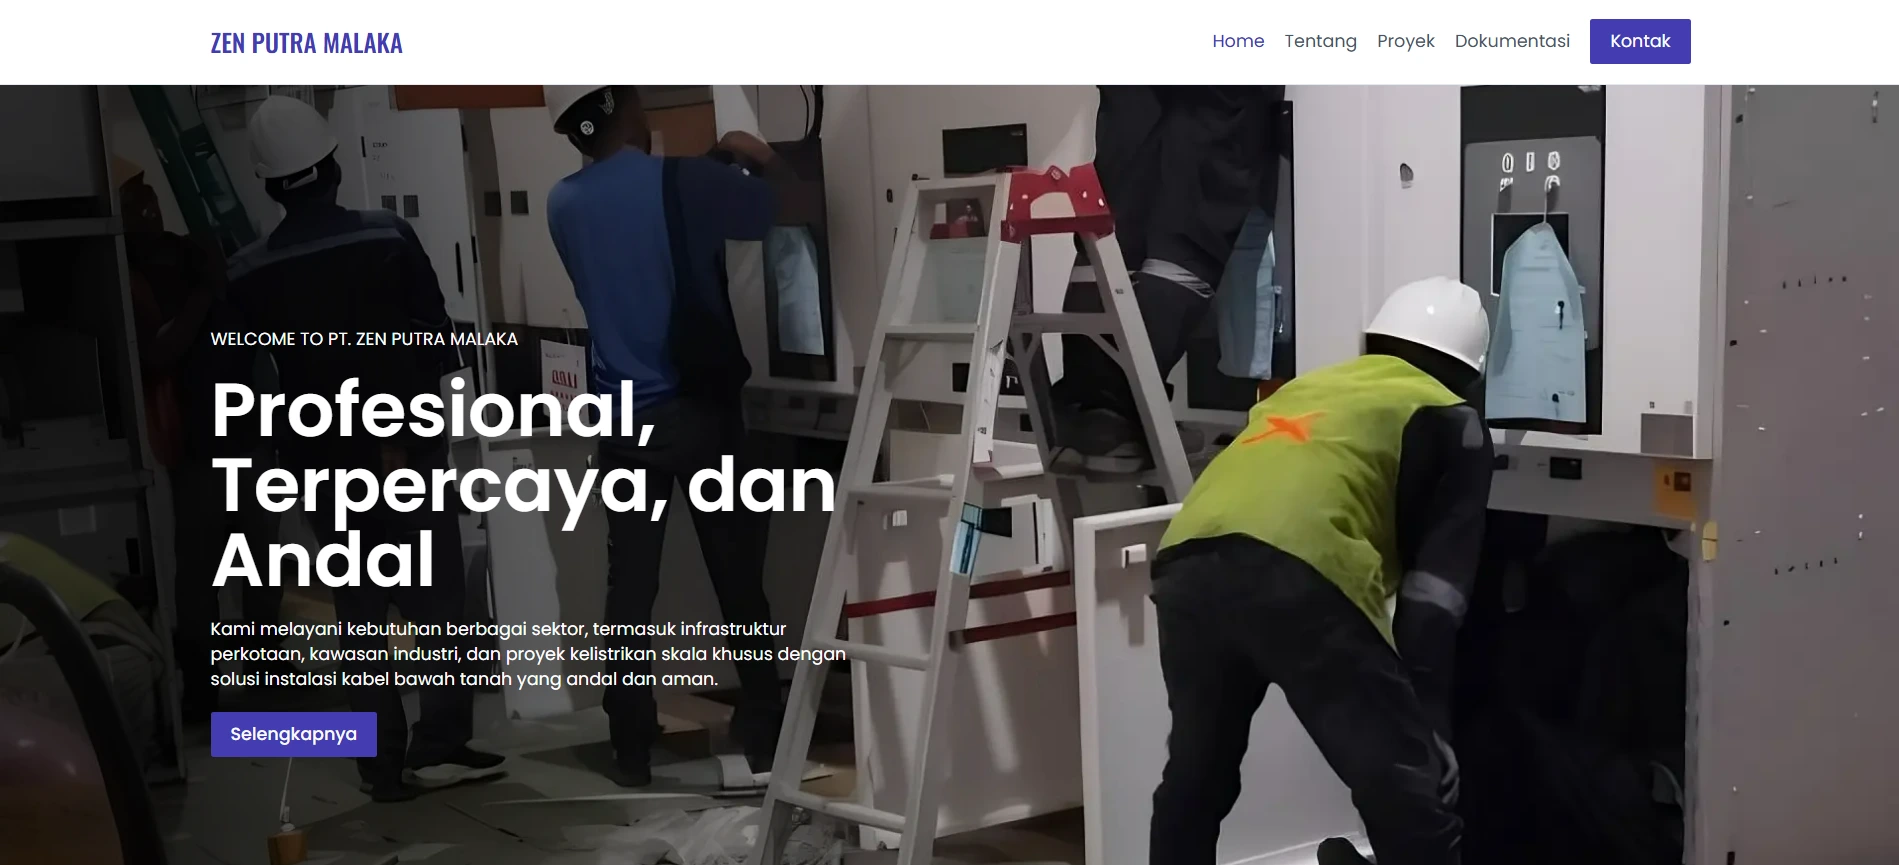 ZEN PUTRA MALAKA
Home Tentang Proyek Dokumentasi Kontak
WELCOME TO PT. ZEN PUTRA MALAKA
Profesional,
Terpercaya, dan
Andal
Kami melayani kebutuhan berbagai sektor, termasuk infrastruktur
perkotaan, kawasan industri, dan proyek kelistrikan skala khusus dengan
solusi instalasi kabel bawah tanah yang andal dan aman.
Selengkapnya